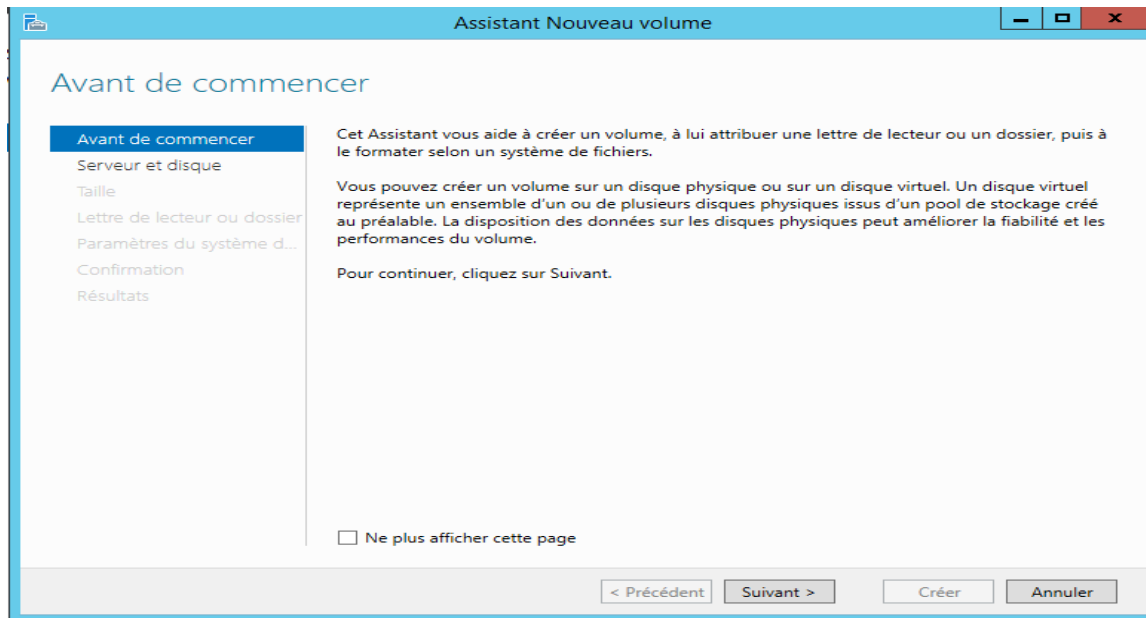 Assistant Nouveau volume
Avant de commencer
Avant de commencer
Serveur et disque
Taille
Lettre de lecteur ou dossier
Paramètres du système d...
Confirmation
Résultats
Cet Assistant vous aide à créer un volume, à lui attribuer une lettre de lecteur ou un dossier, puis à
le formater selon un système de fichiers.
Vous pouvez créer un volume sur un disque physique ou sur un disque virtuel. Un disque virtuel
représente un ensemble d'un ou de plusieurs disques physiques issus d'un pool de stockage créé
au préalable. La disposition des données sur les disques physiques peut améliorer la fiabilité et les
performances du volume.
Pour continuer, cliquez sur Suivant.
Ne plus afficher cette page
< Précédent
Suivant >
Créer
Annuler